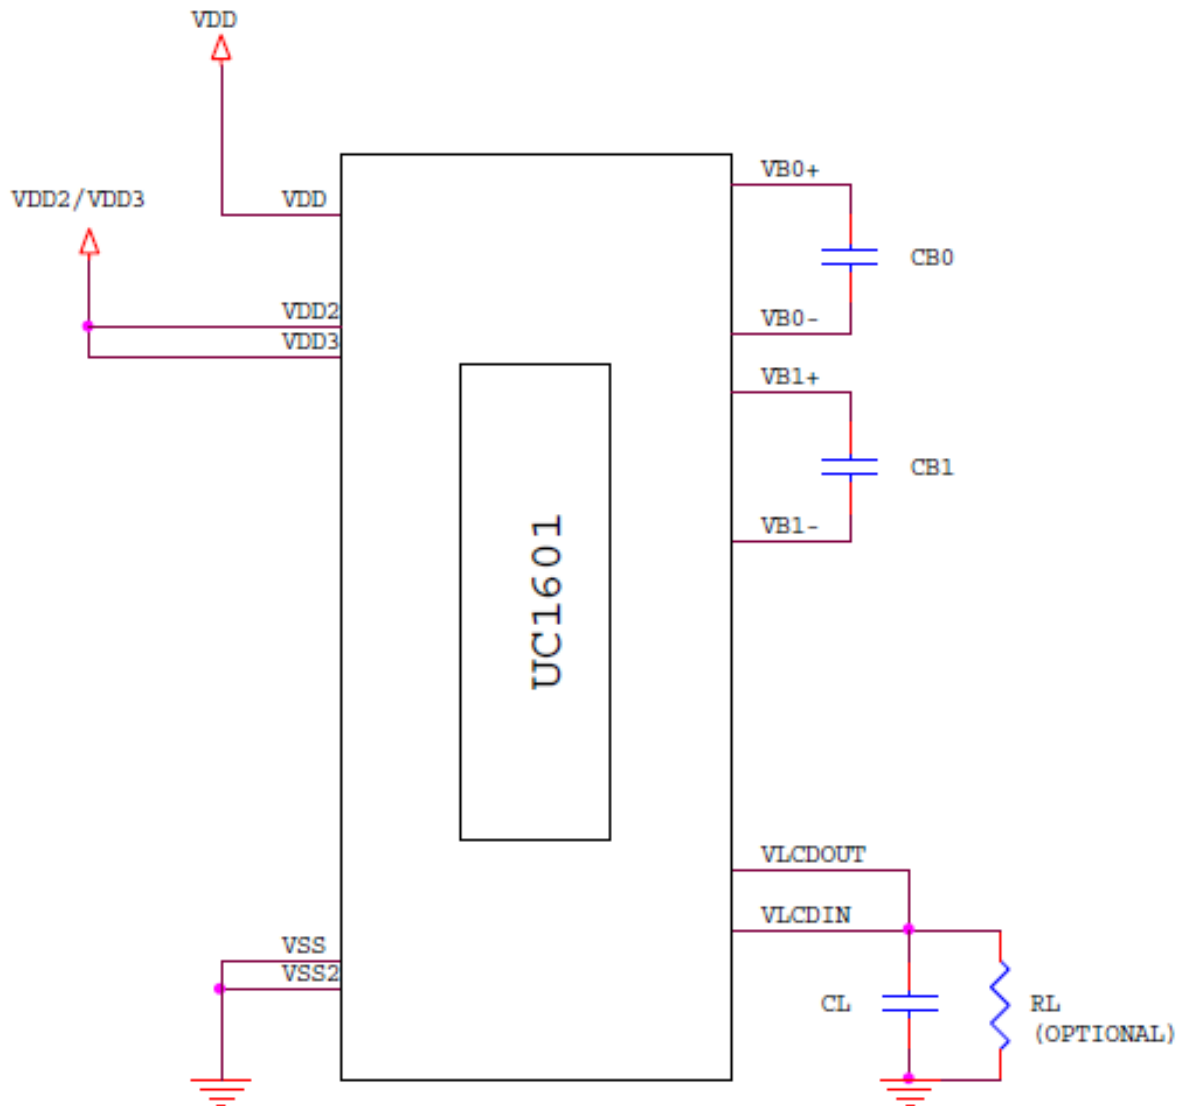 VDD
VB0+
VDD2/VDD3
VDD
CB0
VDD2
VB0-
VDD3
VB1+
CB1
VB1-
UC1601
VLCDOUT
VLCDIN
VSS
VSS2
CL
RL
(OPTIONAL)